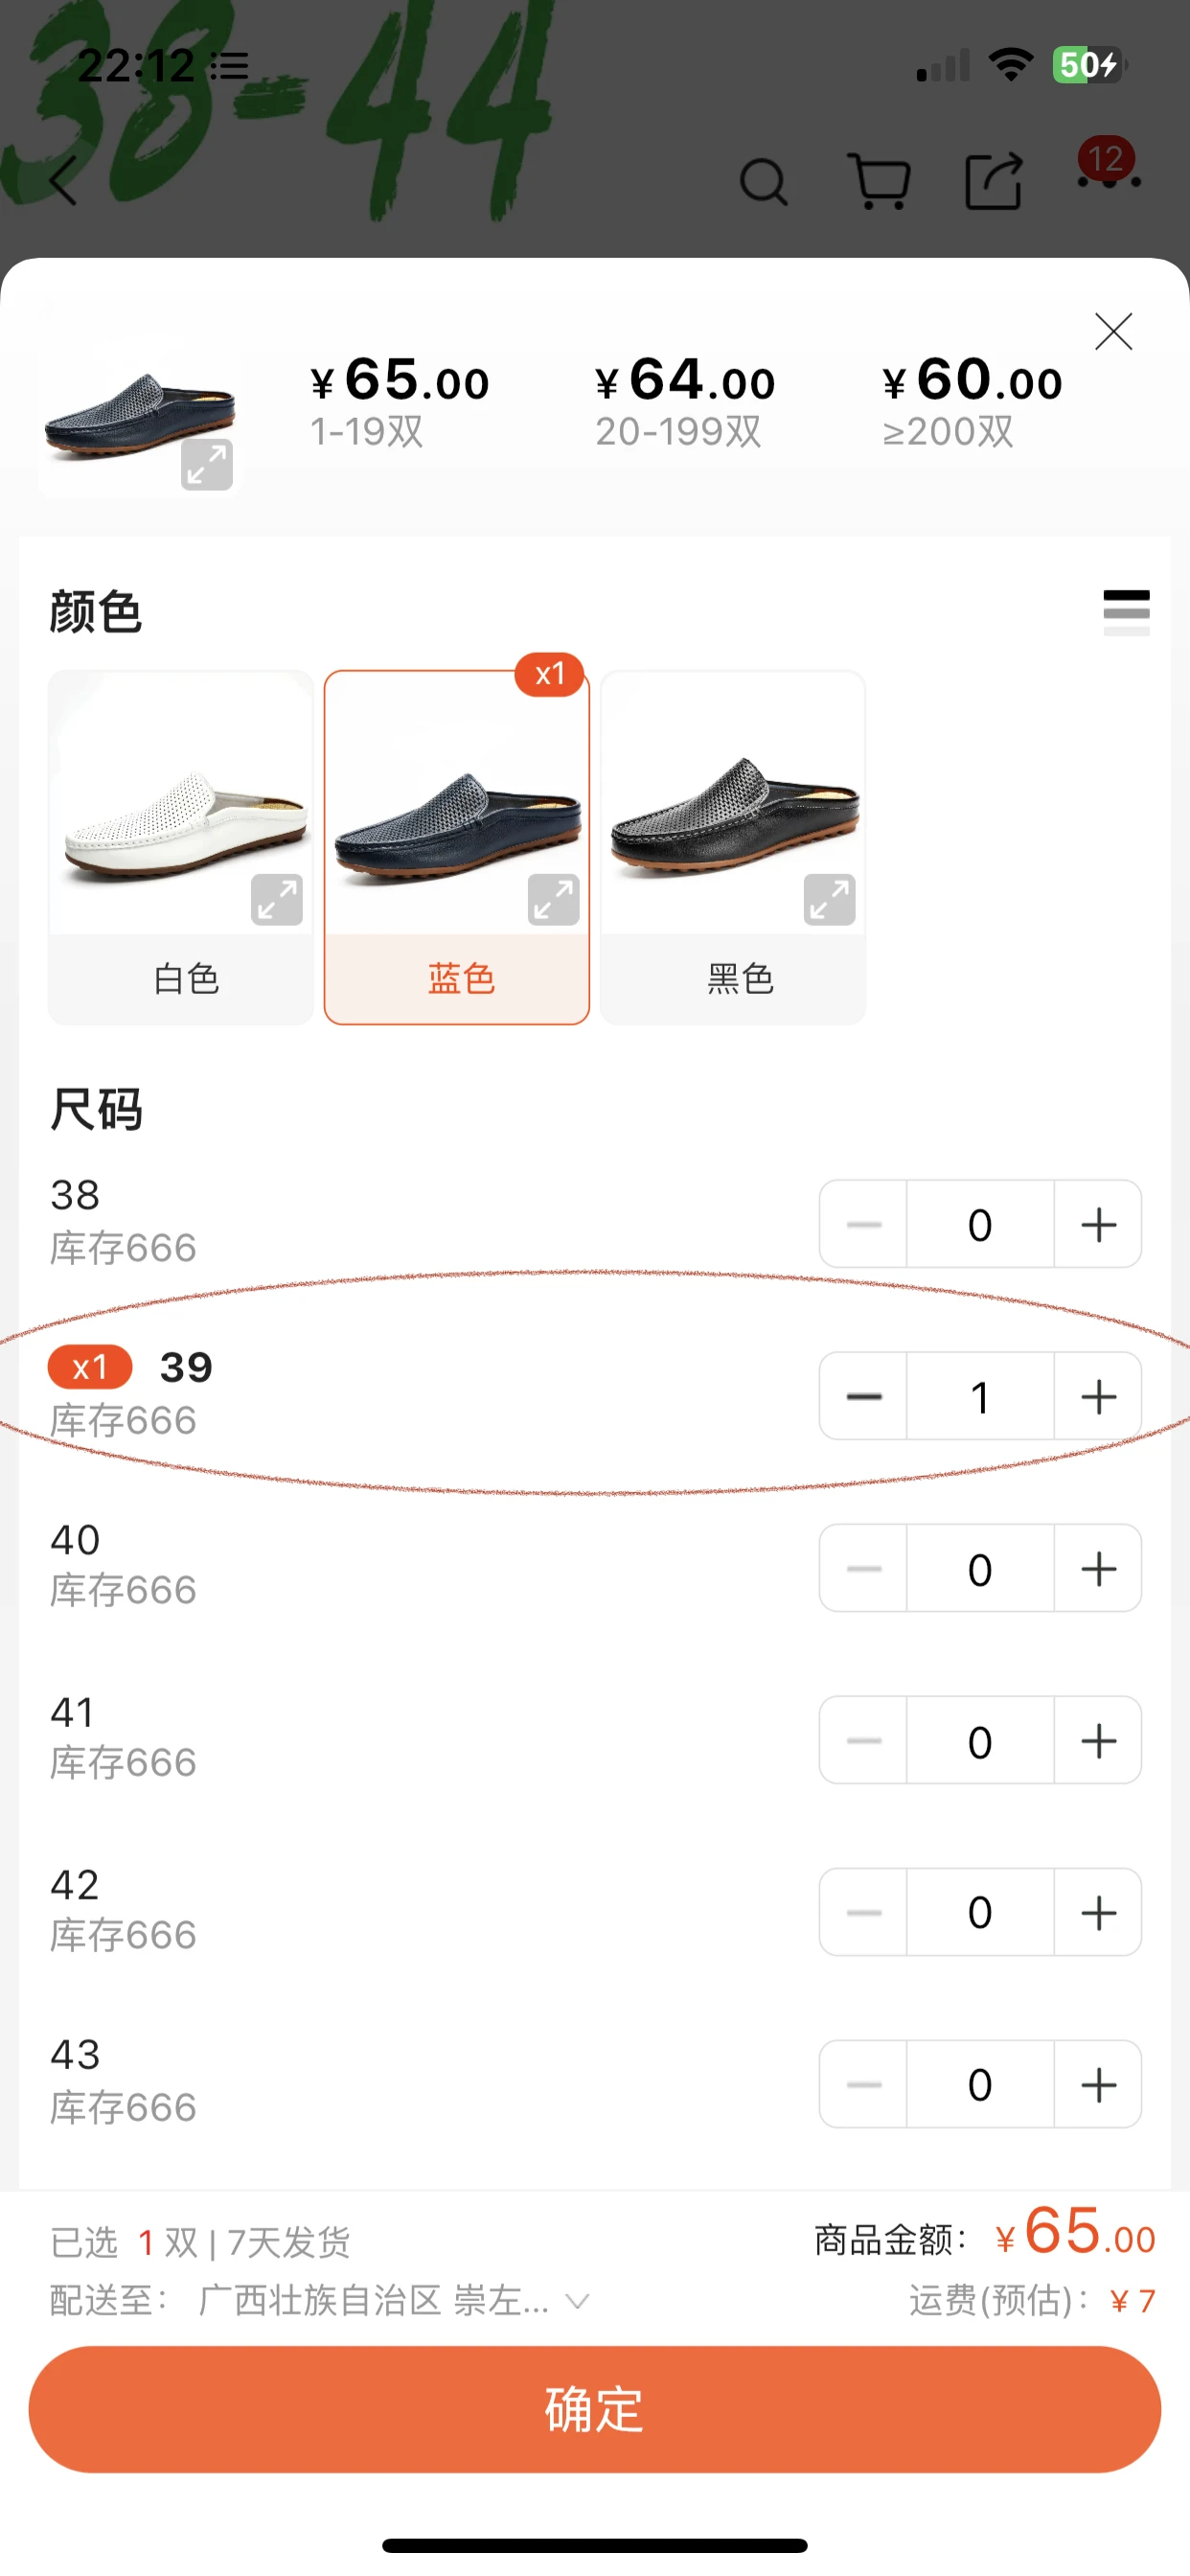 38-44
22:12
50
12
¥65.00 ¥64.00 ¥60.00
1-19双 20-199双 ≥200双
颜色
x1
白色 蓝色 黑色
尺码
38
库存666
0
x1 39
库存666
1
40
库存666
0
41
库存666
0
42
库存666
0
43
库存666
0
已选 1 双 | 7天发货
商品金额: ¥65.00
配送至: 广西壮族自治区 崇左...
运费(预估): ¥7
确定